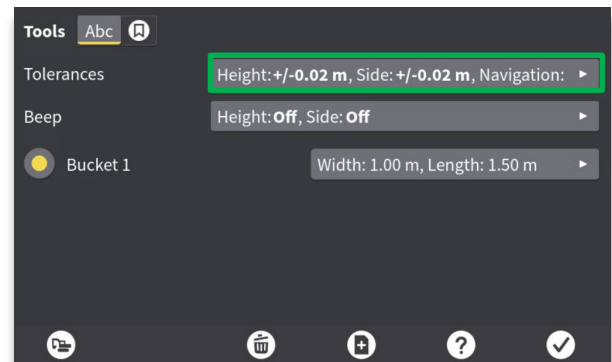 Tools Abc
Tolerances Height:+/-0.02 m, Side:+/-0.02 m, Navigation:
Beep Height:Off, Side:Off
Bucket 1 Width: 1.00 m, Length: 1.50 m
?